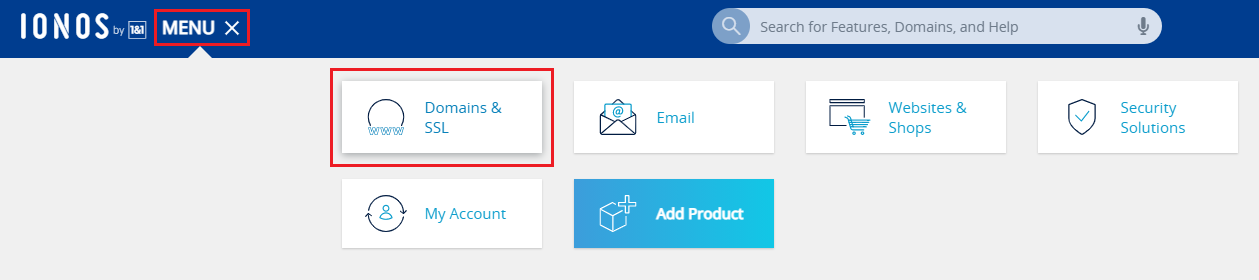 IONOS by 1&1 MENU
Search for Features, Domains, and Help
Domains &
SSL
www
Email
@
Websites &
Shops
Security
Solutions
My Account
Add Product